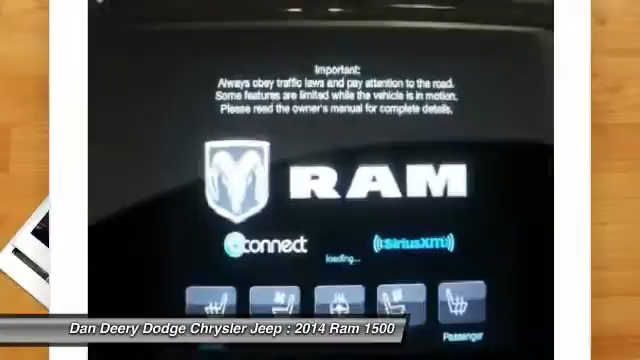 Important:
Always obey traffic laws and pay attention to the road.
Some features are limited while the vehicle is in motion.
Please read the owner's manual for complete details.
RAM
uconnect
((SiriusXM))
loading...
Passenger
Dan Deery Dodge Chrysler Jeep : 2014 Ram 1500